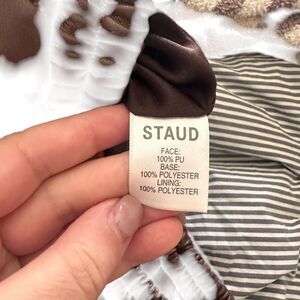 STAUD
FACE:
100% PU
BASE:
100% POLYESTER
LINING:
100% POLYESTER